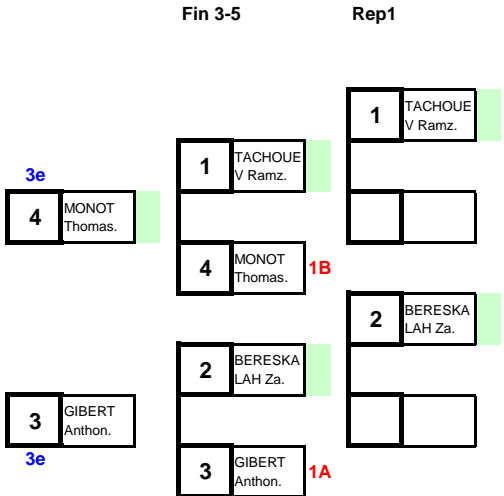 Fin 3-5 Rep1
1 TACHOUE
V Ramz.
1 TACHOUE
V Ramz.
3e
4 MONOT
Thomas.
4 MONOT
Thomas.
1B
2 BERESKA
LAH Za.
2 BERESKA
LAH Za.
3 GIBERT
Anthon.
3e
3 GIBERT
Anthon.
1A